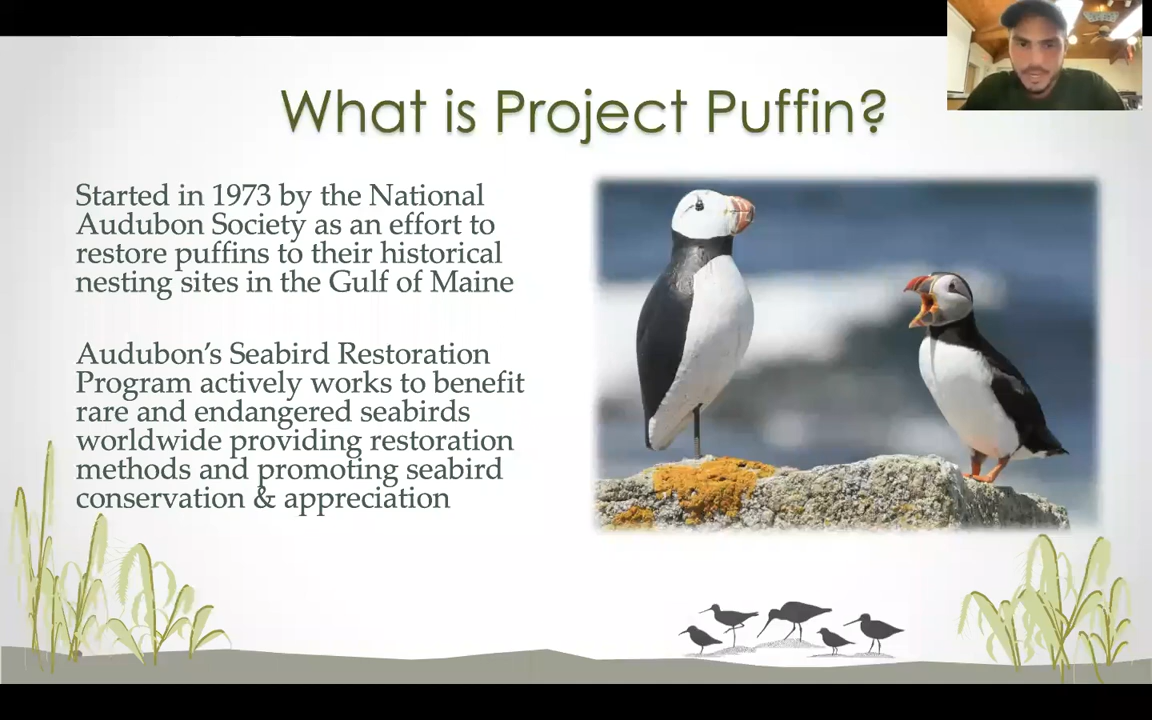 What is Project Puffin?
Started in 1973 by the National
Audubon Society as an effort to
restore puffins to their historical
nesting sites in the Gulf of Maine
Audubon’s Seabird Restoration
Program actively works to benefit
rare and endangered seabirds
worldwide providing restoration
methods and promoting seabird
conservation & appreciation